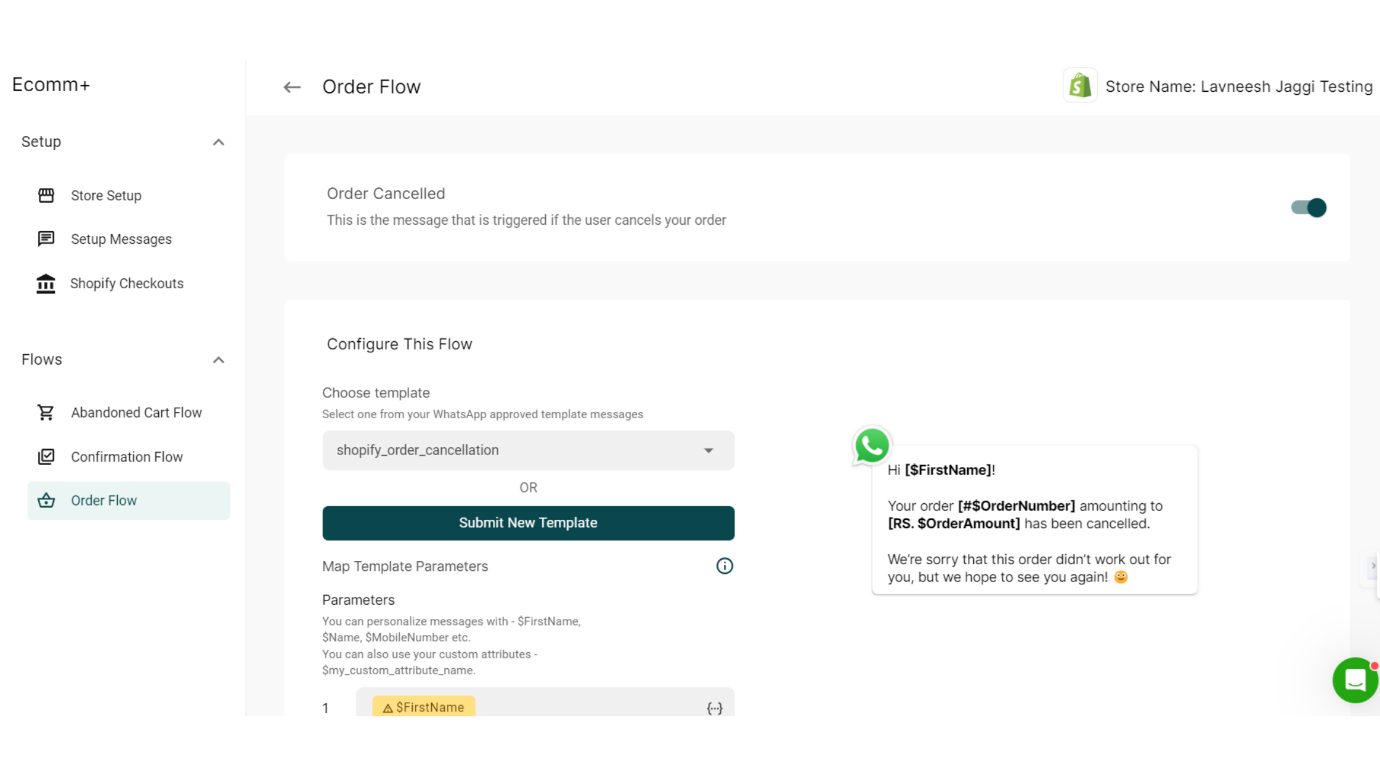 Ecomm+
Order Flow
Store Name: Lavneesh Jaggi Testing
Setup
Store Setup
Setup Messages
Shopify Checkouts
Flows
Abandoned Cart Flow
Confirmation Flow
Order Flow
Order Cancelled
This is the message that is triggered if the user cancels your order
Configure This Flow
Choose template
Select one from your WhatsApp approved template messages
shopify_order_cancellation
OR
Submit New Template
Map Template Parameters
Parameters
You can personalize messages with - $FirstName,
$Name, $MobileNumber etc.
You can also use your custom attributes -
$my_custom_attribute_name.
1 $FirstName {...}
Hi [$FirstName]!
Your order [#$OrderNumber] amounting to
[RS. $OrderAmount] has been cancelled.
We’re sorry that this order didn’t work out for
you, but we hope to see you again! 😀